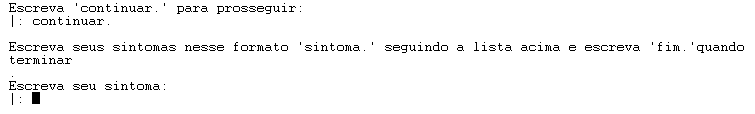 Escreva 'continuar.' para prosseguir:
|: continuar.
Escreva seus sintomas nesse formato 'sintoma.' seguindo a lista acima e escreva 'fim.'quando
terminar
.
Escreva seu sintoma:
|: